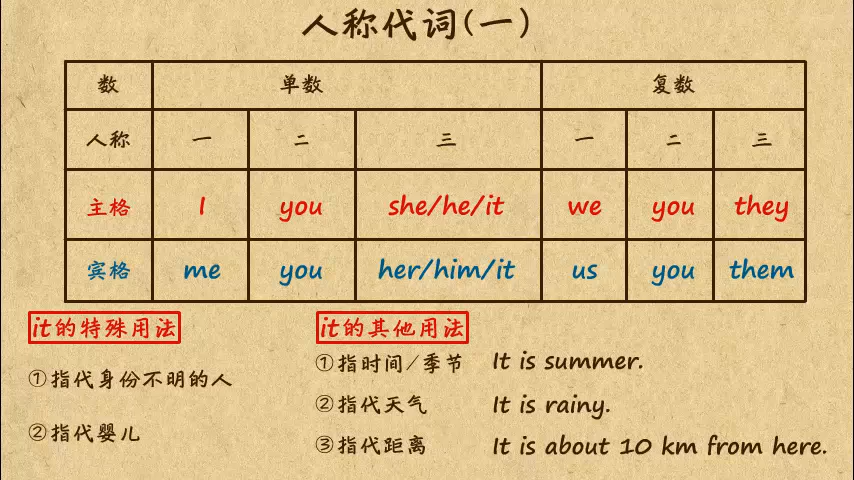 人称代词(一)
数 单数 复数
人称 一 二 三 一 二 三
主格 I you she/he/it we you they
宾格 me you her/him/it us you them
it的特殊用法
①指代身份不明的人
②指代婴儿
it的其他用法
①指时间/季节 It is summer.
②指代天气 It is rainy.
③指代距离 It is about 10 km from here.